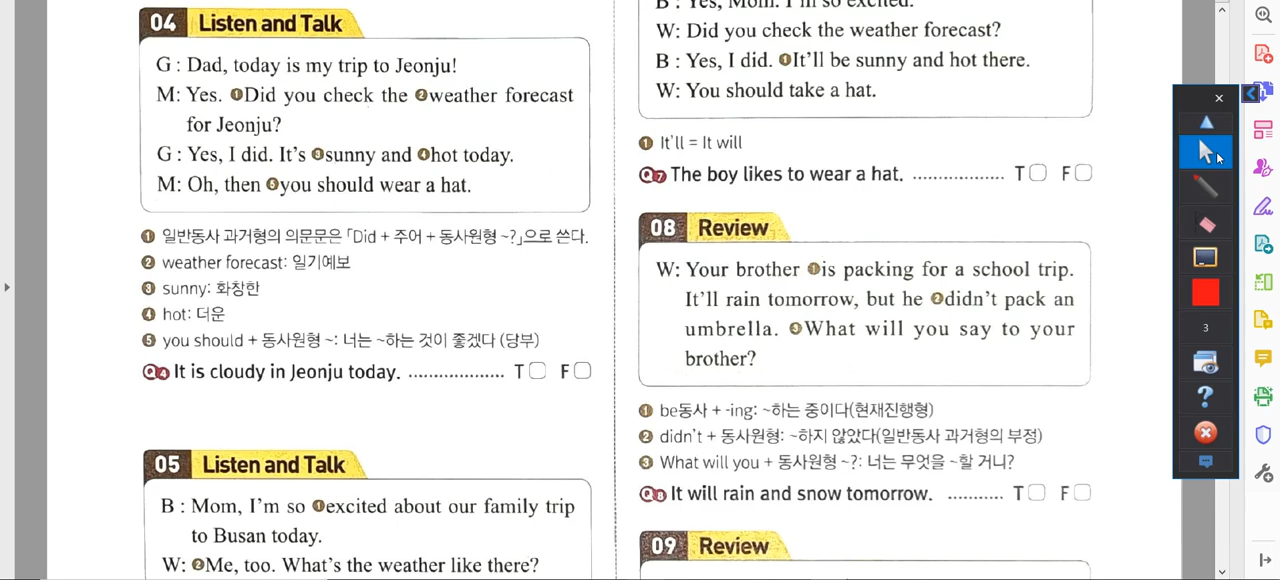 04 Listen and Talk
G : Dad, today is my trip to Jeonju!
M: Yes. ❶Did you check the ❷weather forecast
for Jeonju?
G : Yes, I did. It's ❸sunny and ❹hot today.
M: Oh, then ❺you should wear a hat.
❶ 일반동사 과거형의 의문문은 「Did + 주어 + 동사원형 ~?」으로 쓴다.
❷ weather forecast: 일기예보
❸ sunny: 화창한
❹ hot: 더운
❺ you should + 동사원형 ~: 너는 ~하는 것이 좋겠다 (당부)
Q4 It is cloudy in Jeonju today. ................... T F
05 Listen and Talk
B : Mom, I'm so ❶excited about our family trip
to Busan today.
W: ❷Me, too. What's the weather like there?
B : Yes, Mom. I'm so excited.
W: Did you check the weather forecast?
B : Yes, I did. ❶It'll be sunny and hot there.
W: You should take a hat.
❶ It'll = It will
Q7 The boy likes to wear a hat. .................. T F
08 Review
W: Your brother ❶is packing for a school trip.
It'll rain tomorrow, but he ❷didn't pack an
umbrella. ❸What will you say to your
brother?
❶ be동사 + -ing: ~하는 중이다(현재진행형)
❷ didn't + 동사원형: ~하지 않았다(일반동사 과거형의 부정)
❸ What will you + 동사원형 ~?: 너는 무엇을 ~할 거니?
Q8 It will rain and snow tomorrow. ........... T F
09 Review
3